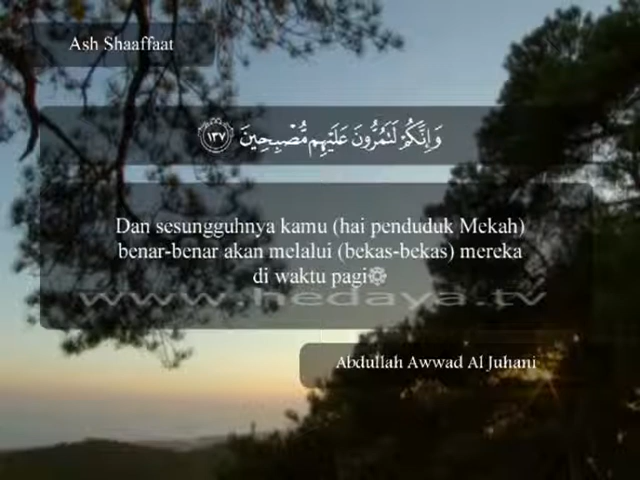 Ash Shaaffaat
وَإِنَّكُمْ لَتَمُرُّونَ عَلَيْهِم مُّصْبِحِينَ ١٣٧
Dan sesungguhnya kamu (hai penduduk Mekah)
benar-benar akan melalui (bekas-bekas) mereka
di waktu pagi
www.hedaya.tv
Abdullah Awwad Al Juhani